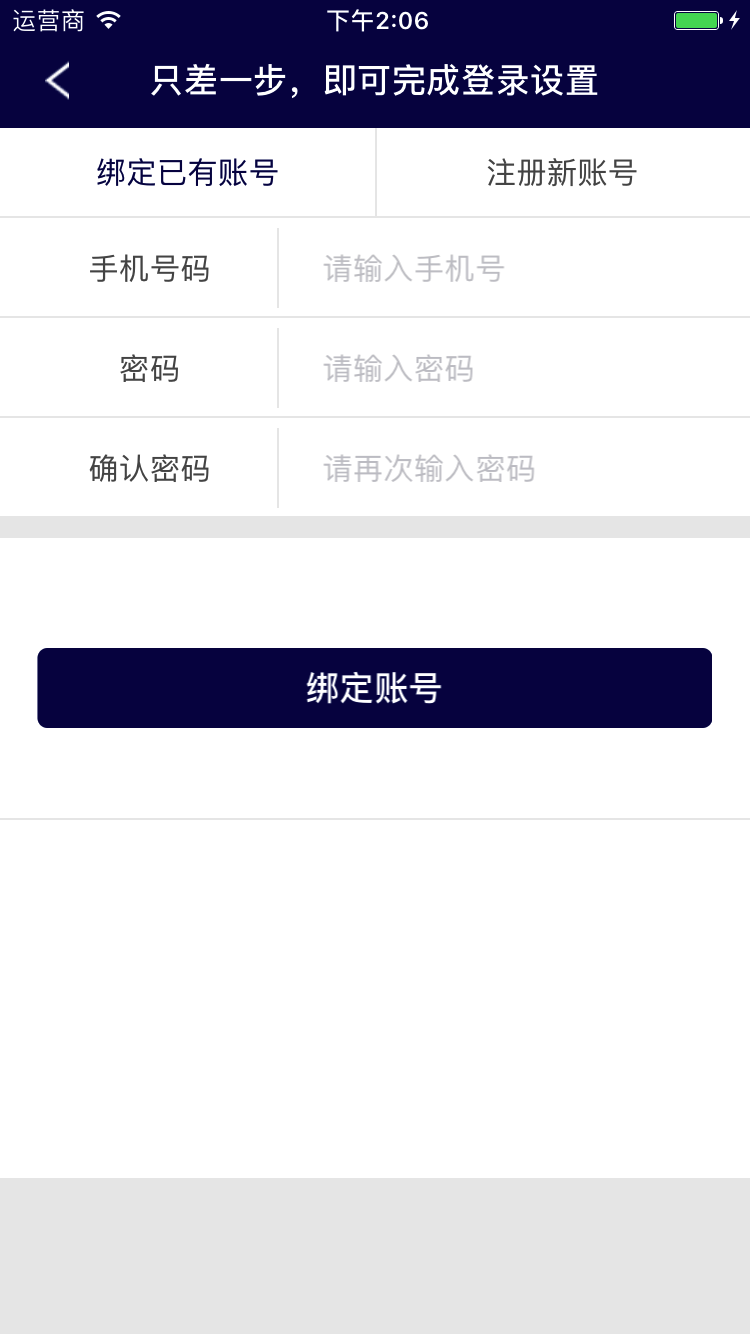 运营商 下午2:06
只差一步，即可完成登录设置
绑定已有账号 注册新账号
手机号码 请输入手机号
密码 请输入密码
确认密码 请再次输入密码
绑定账号